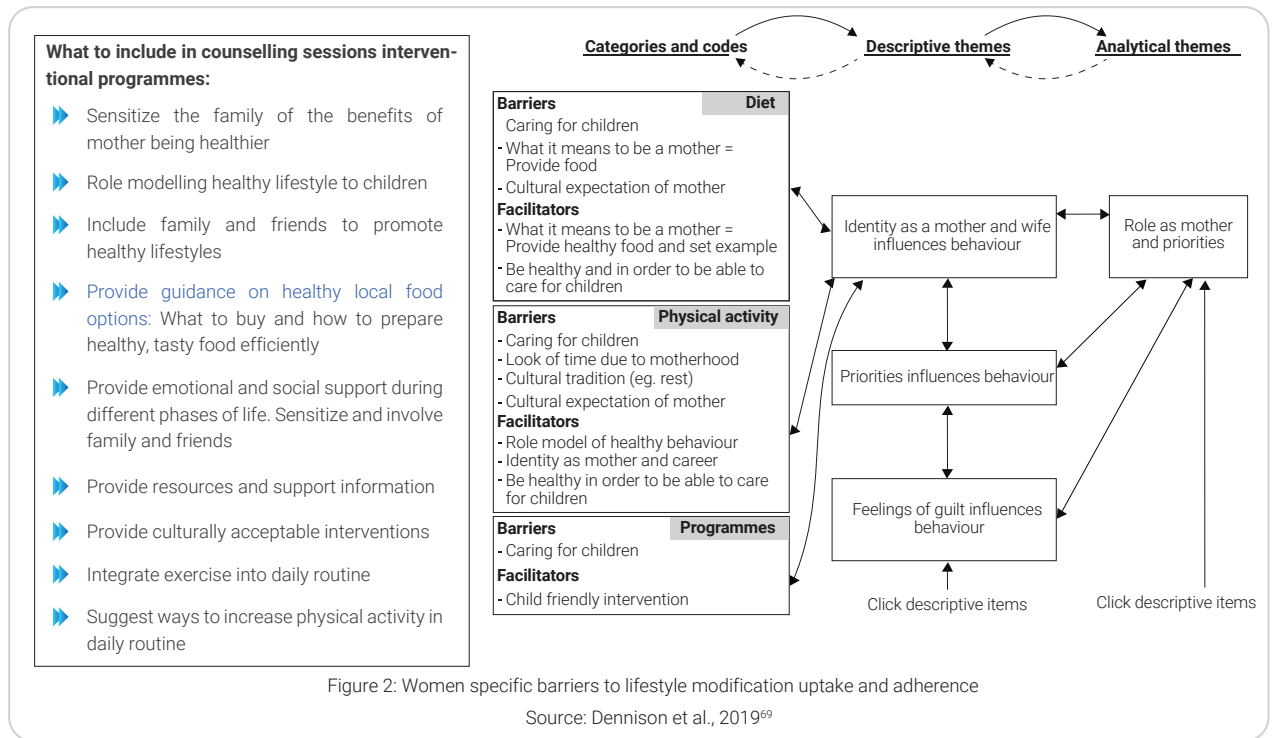 What to include in counselling sessions interven-
tional programmes:
Sensitize the family of the benefits of
mother being healthier
Role modelling healthy lifestyle to children
Include family and friends to promote
healthy lifestyles
Provide guidance on healthy local food
options: What to buy and how to prepare
healthy, tasty food efficiently
Provide emotional and social support during
different phases of life. Sensitize and involve
family and friends
Provide resources and support information
Provide culturally acceptable interventions
Integrate exercise into daily routine
Suggest ways to increase physical activity in
daily routine
Categories and codes
Descriptive themes
Analytical themes
Barriers
Diet
Caring for children
- What it means to be a mother =
Provide food
- Cultural expectation of mother
Facilitators
- What it means to be a mother =
Provide healthy food and set example
- Be healthy and in order to be able to
care for children
Barriers
Physical activity
- Caring for children
- Look of time due to motherhood
- Cultural tradition (eg. rest)
- Cultural expectation of mother
Facilitators
- Role model of healthy behaviour
- Identity as mother and career
- Be healthy in order to be able to care
for children
Barriers
Programmes
- Caring for children
Facilitators
- Child friendly intervention
Identity as a mother and wife
influences behaviour
Priorities influences behaviour
Feelings of guilt influences
behaviour
Click descriptive items
Role as mother
and priorities
Click descriptive items
Figure 2: Women specific barriers to lifestyle modification uptake and adherence
Source: Dennison et al., 2019⁶⁹